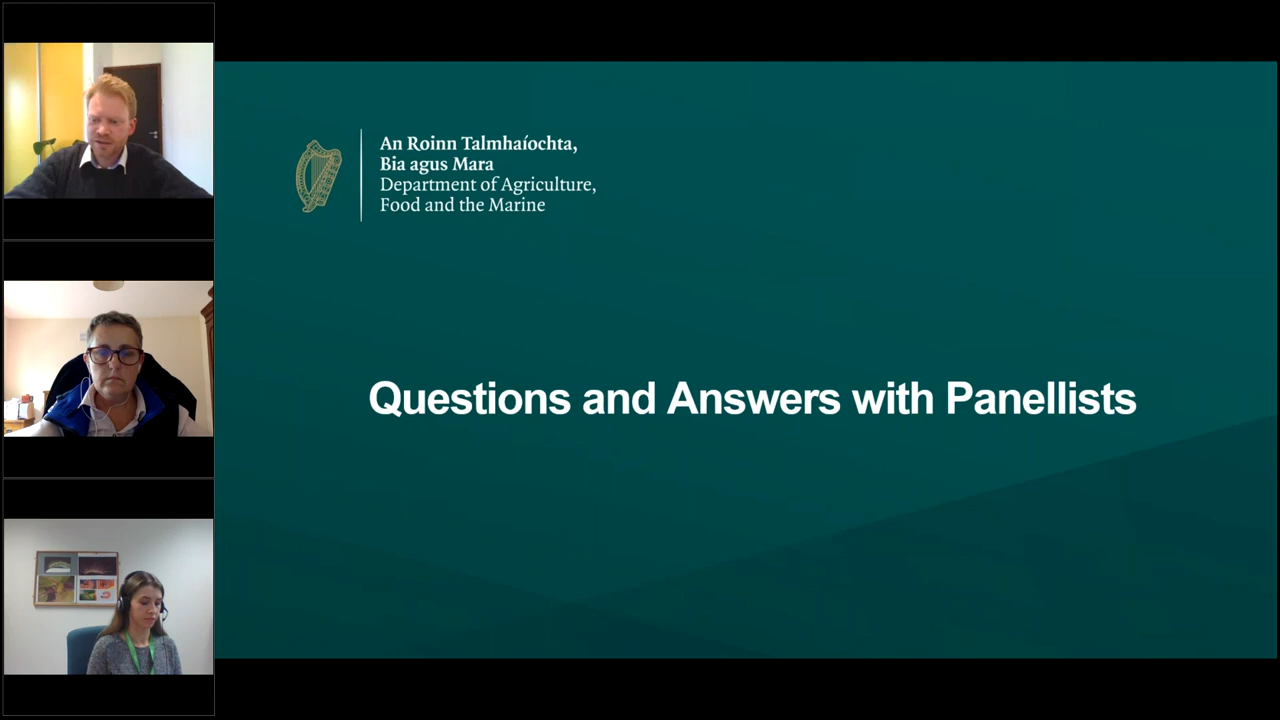 An Roinn Talmhaíochta,
Bia agus Mara
Department of Agriculture,
Food and the Marine
Questions and Answers with Panellists